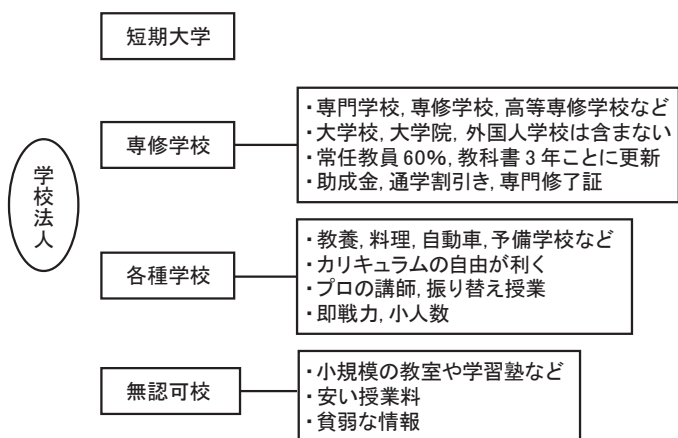 短期大学
学校法人
専修学校
・専門学校, 専修学校, 高等専修学校など
・大学校, 大学院, 外国人学校は含まない
・常任教員60%, 教科書3年ことに更新
・助成金, 通学割引き, 専門修了証
各種学校
・教養, 料理, 自動車, 予備学校など
・カリキュラムの自由が利く
・プロの講師, 振り替え授業
・即戦力, 小人数
無認可校
・小規模の教室や学習塾など
・安い授業料
・貧弱な情報